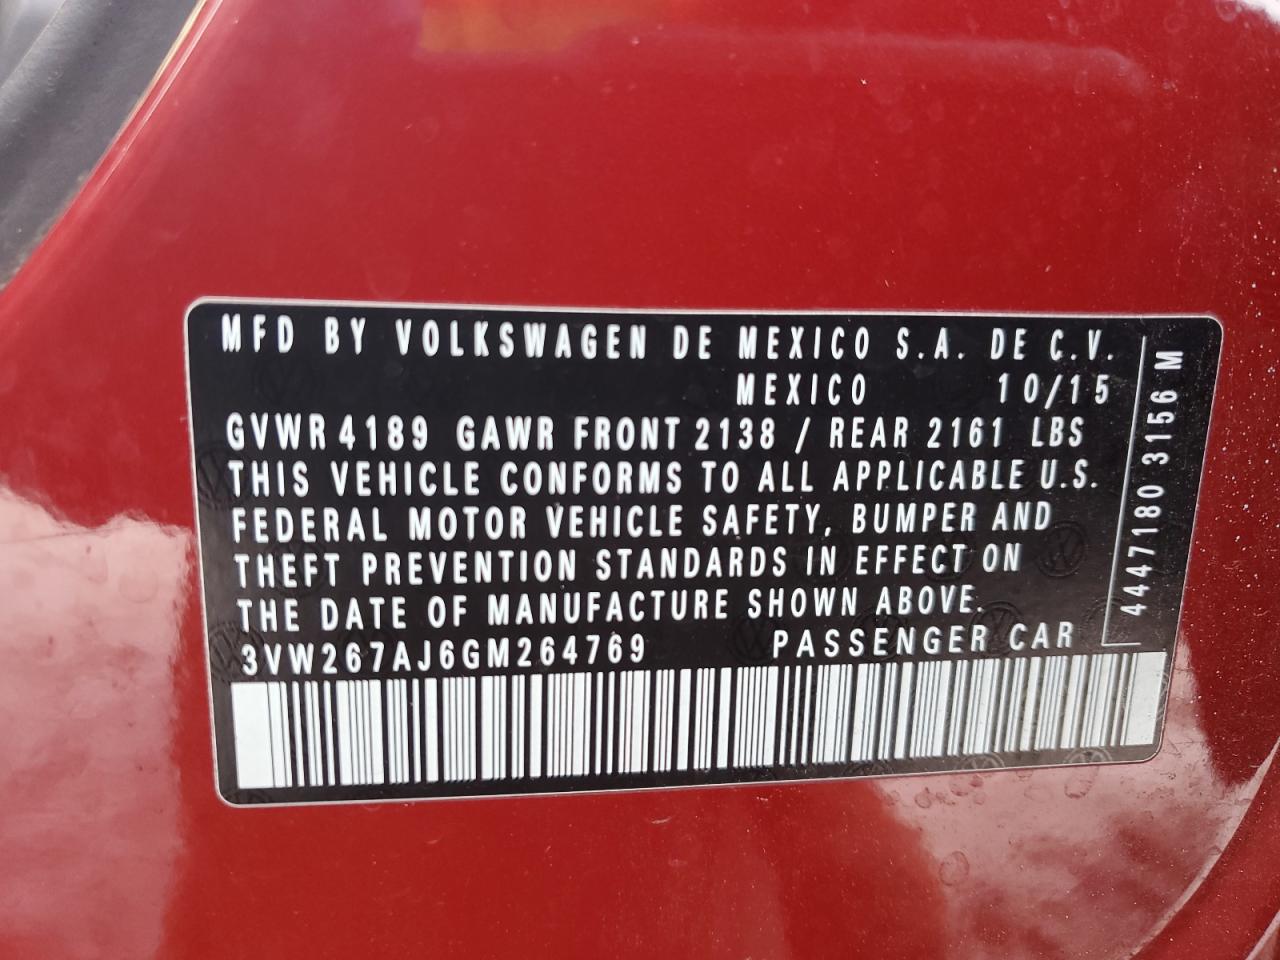 MFD BY VOLKSWAGEN DE MEXICO S.A. DE C.V.
MEXICO 10/15
GVWR 4189 GAWR FRONT 2138 / REAR 2161 LBS
THIS VEHICLE CONFORMS TO ALL APPLICABLE U.S.
FEDERAL MOTOR VEHICLE SAFETY, BUMPER AND
THEFT PREVENTION STANDARDS IN EFFECT ON
THE DATE OF MANUFACTURE SHOWN ABOVE.
3VW267AJ6GM264769 PASSENGER CAR
4447180 3156 M